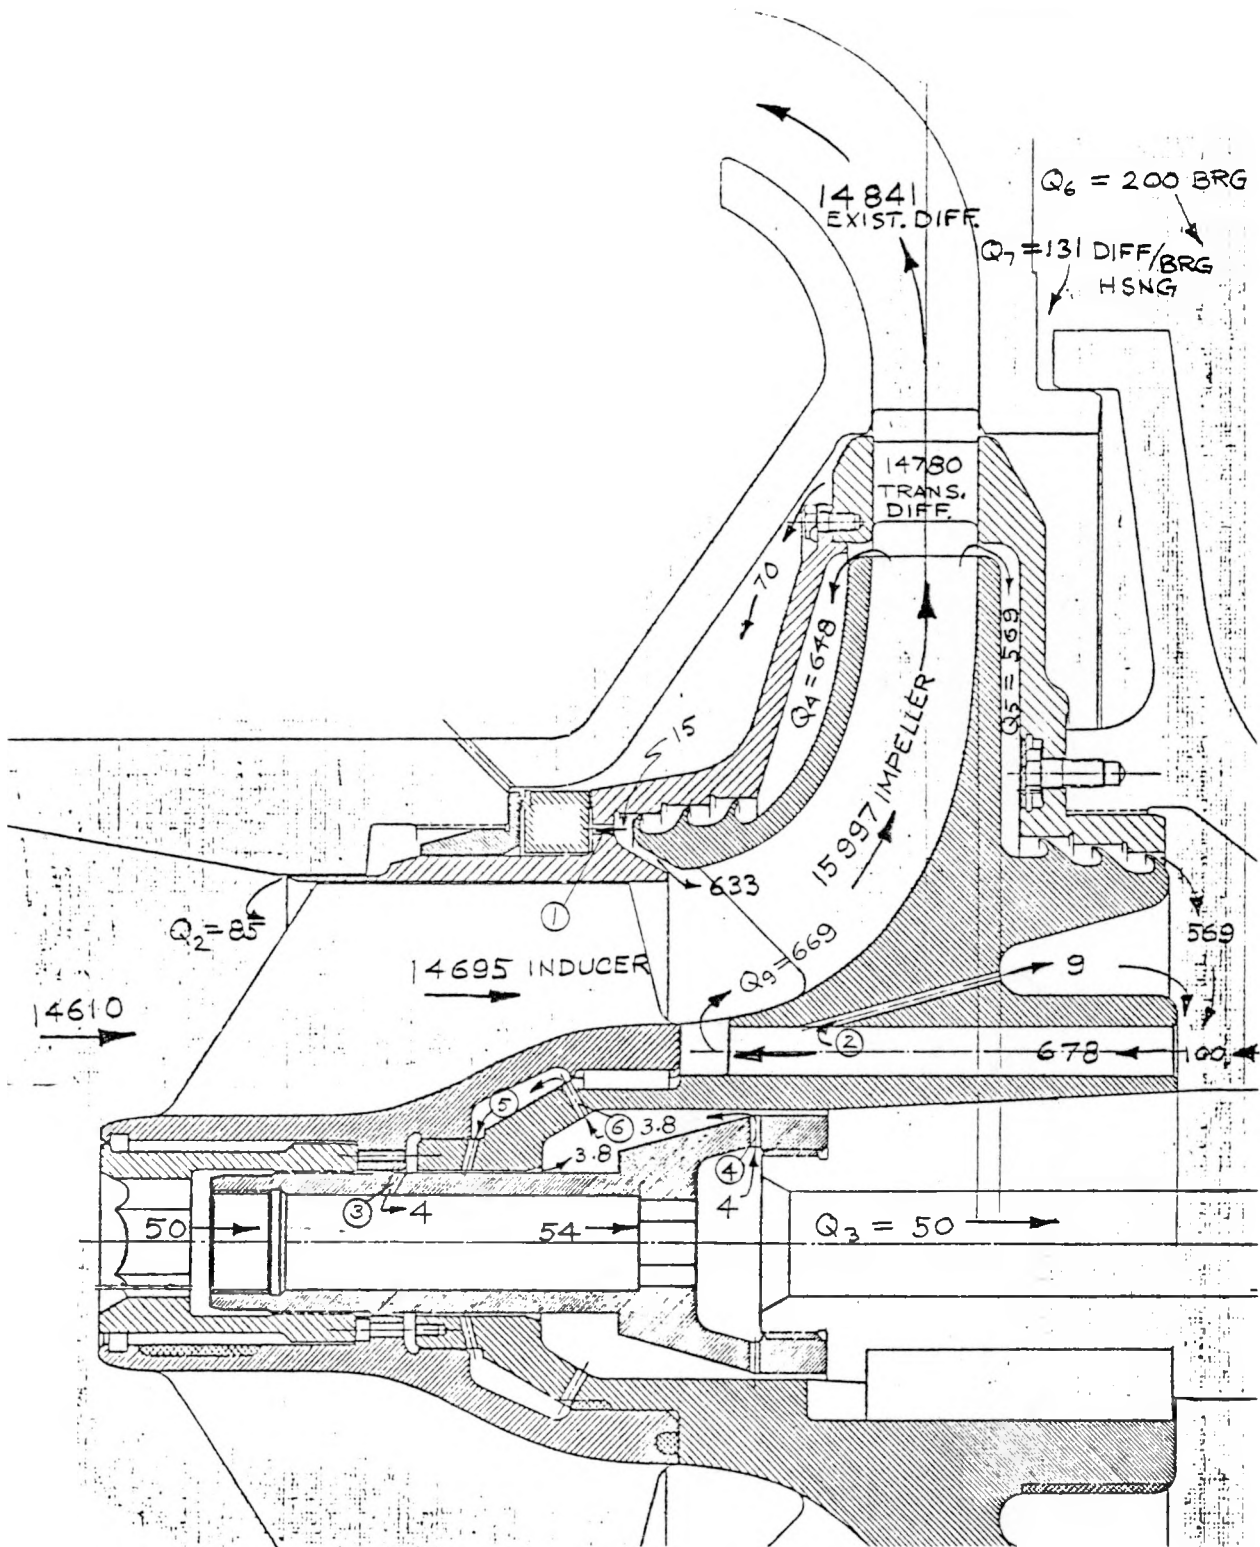 Q6 = 200 BRG
14841
EXIST. DIFF.
Q7 = 131 DIFF/BRG
HSNG
14780
TRANS.
DIFF.
70
Q4 = 648
Q5 = 569
15
15997 IMPELLER
633
1
Q2 = 85
569
14695 INDUCER
Q9 = 669
9
14610
2
678
100
5
6 3.8
3.8
4
3
4
4
50
54
Q3 = 50